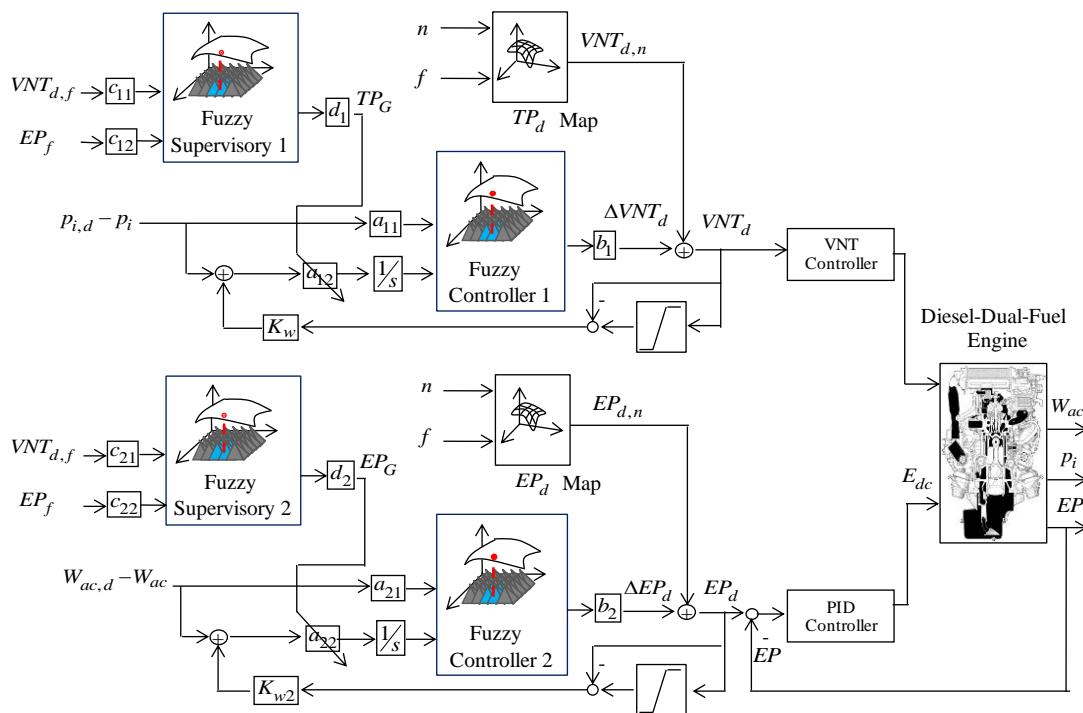 n
f
VNT_{d,n}
TP_d Map
VNT_{d,f}
EP_f
c_{11}
c_{12}
Fuzzy
Supervisory 1
d_1
TP_G
p_{i,d} − p_i
a_{11}
a_{12}
1/s
Fuzzy
Controller 1
b_1
ΔVNT_d
+
VNT_d
VNT
Controller
+
K_w
-
Diesel-Dual-Fuel
Engine
W_{ac}
p_i
EP
E_{dc}
n
f
EP_{d,n}
EP_d Map
VNT_{d,f}
EP_f
c_{21}
c_{22}
Fuzzy
Supervisory 2
d_2
EP_G
W_{ac,d} − W_{ac}
a_{21}
a_{22}
1/s
Fuzzy
Controller 2
b_2
ΔEP_d
+
EP_d
PID
Controller
-
EP
+
K_{w2}
-